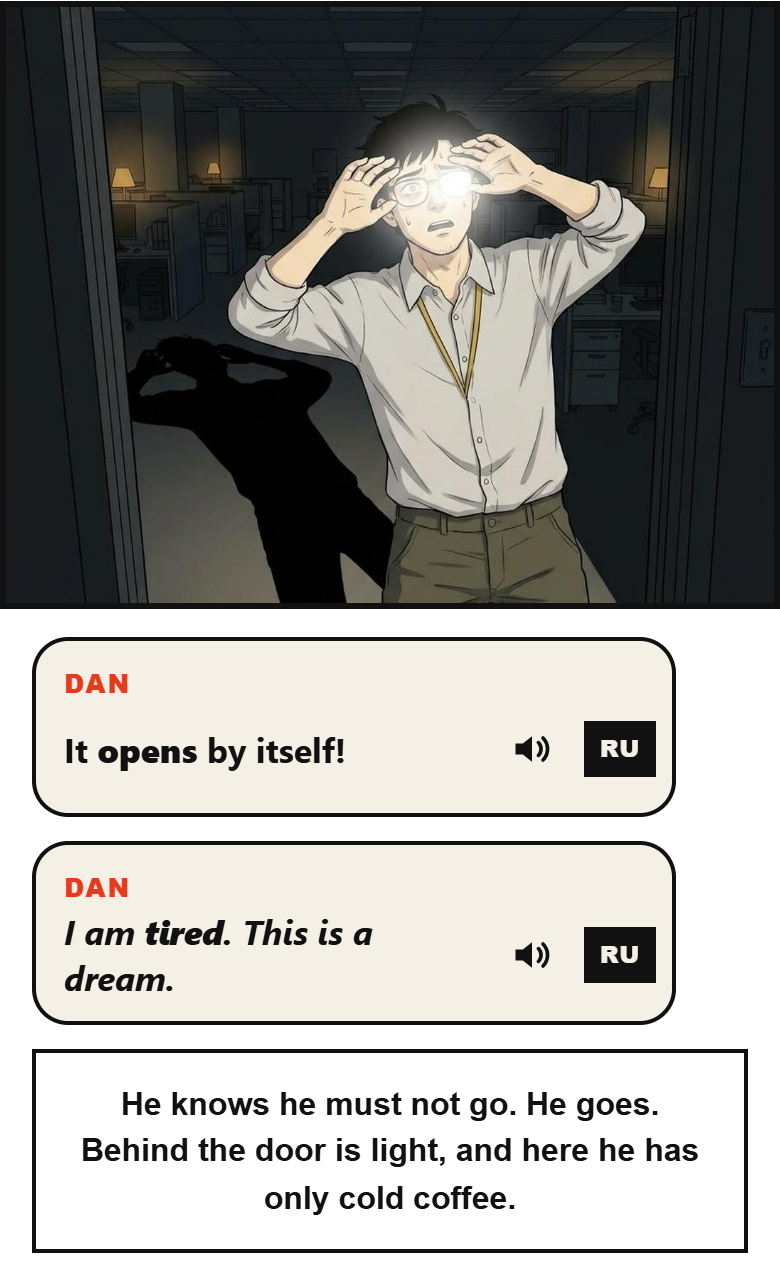 DAN
It opens by itself!
RU
DAN
I am tired. This is a
dream.
RU
He knows he must not go. He goes.
Behind the door is light, and here he has
only cold coffee.